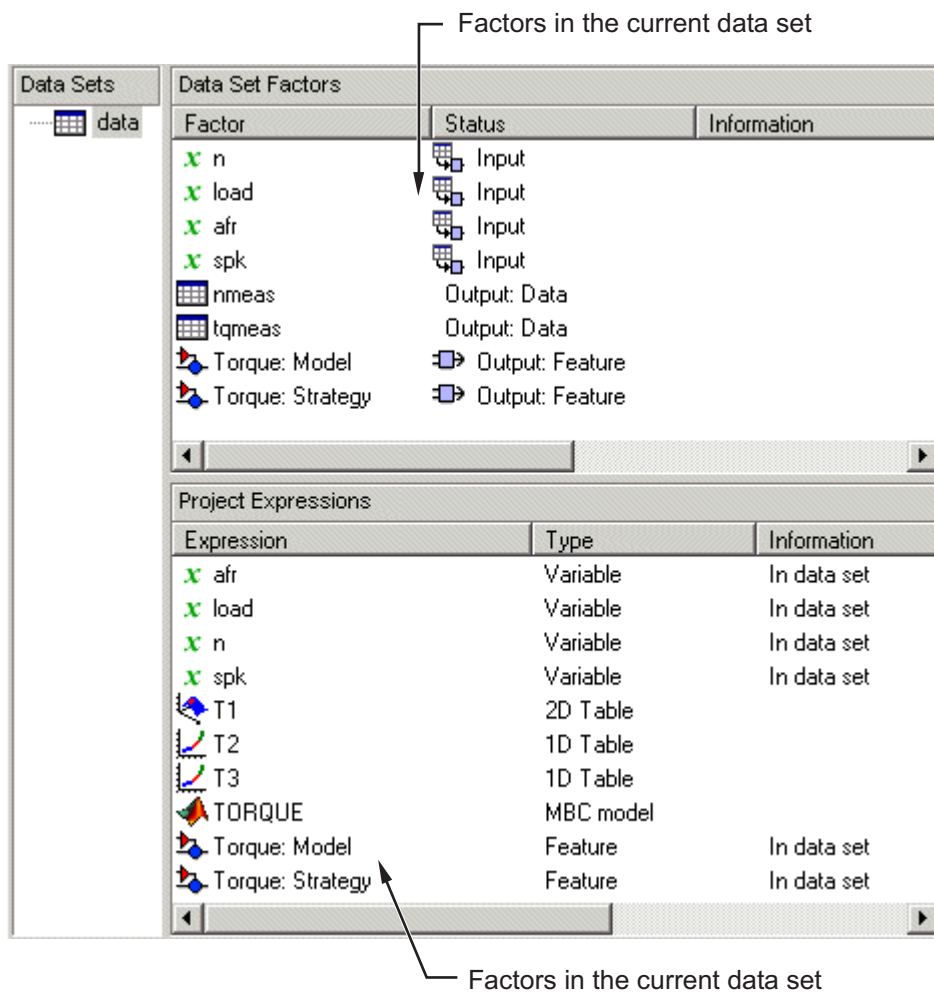 Factors in the current data set
Data Sets
data
Data Set Factors
Factor Status Information
n Input
load Input
afr Input
spk Input
nmeas Output: Data
tqmeas Output: Data
Torque: Model Output: Feature
Torque: Strategy Output: Feature
Project Expressions
Expression Type Information
afr Variable In data set
load Variable In data set
n Variable In data set
spk Variable In data set
T1 2D Table
T2 1D Table
T3 1D Table
TORQUE MBC model
Torque: Model Feature In data set
Torque: Strategy Feature In data set
Factors in the current data set